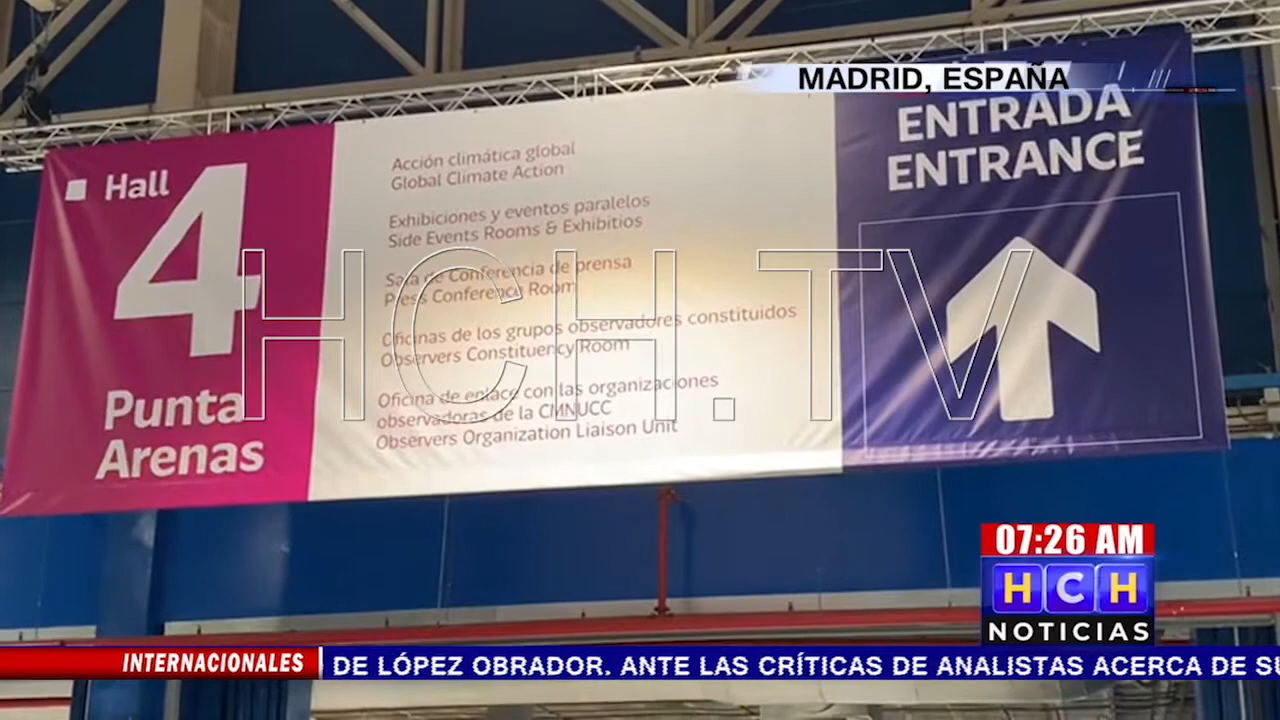 MADRID, ESPAÑA
Hall
4
Punta
Arenas
Acción climática global
Global Climate Action
Exhibiciones y eventos paralelos
Side Events Rooms & Exhibitios
Sala de Conferencia de prensa
Press Conference Room
Oficinas de los grupos observadores constituidos
Observers Constituency Room
Oficina de enlace con las organizaciones
observadoras de la CMNUCC
Observers Organization Liaison Unit
ENTRADA
ENTRANCE
HCH.TV
07:26 AM
HCH
NOTICIAS
INTERNACIONALES
DE LÓPEZ OBRADOR. ANTE LAS CRÍTICAS DE ANALISTAS ACERCA DE